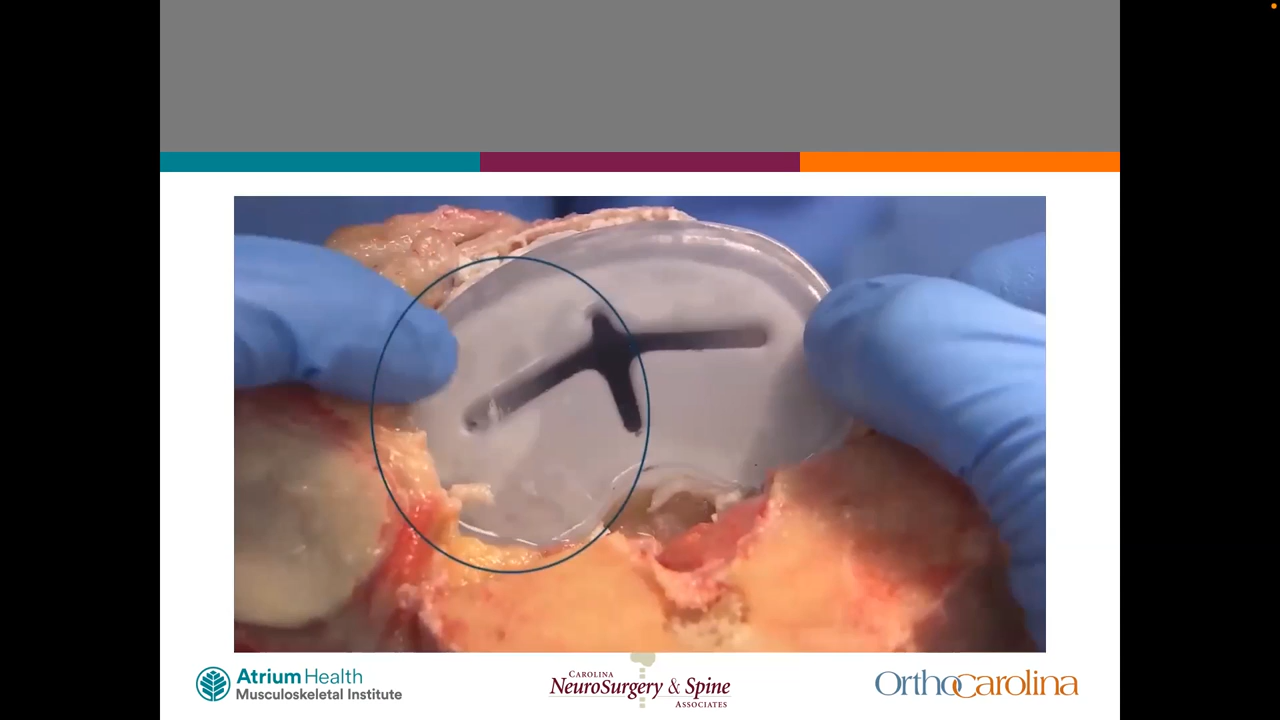 Atrium Health
Musculoskeletal Institute
CAROLINA
NEUROSURGERY & SPINE
ASSOCIATES
OrthoCarolina